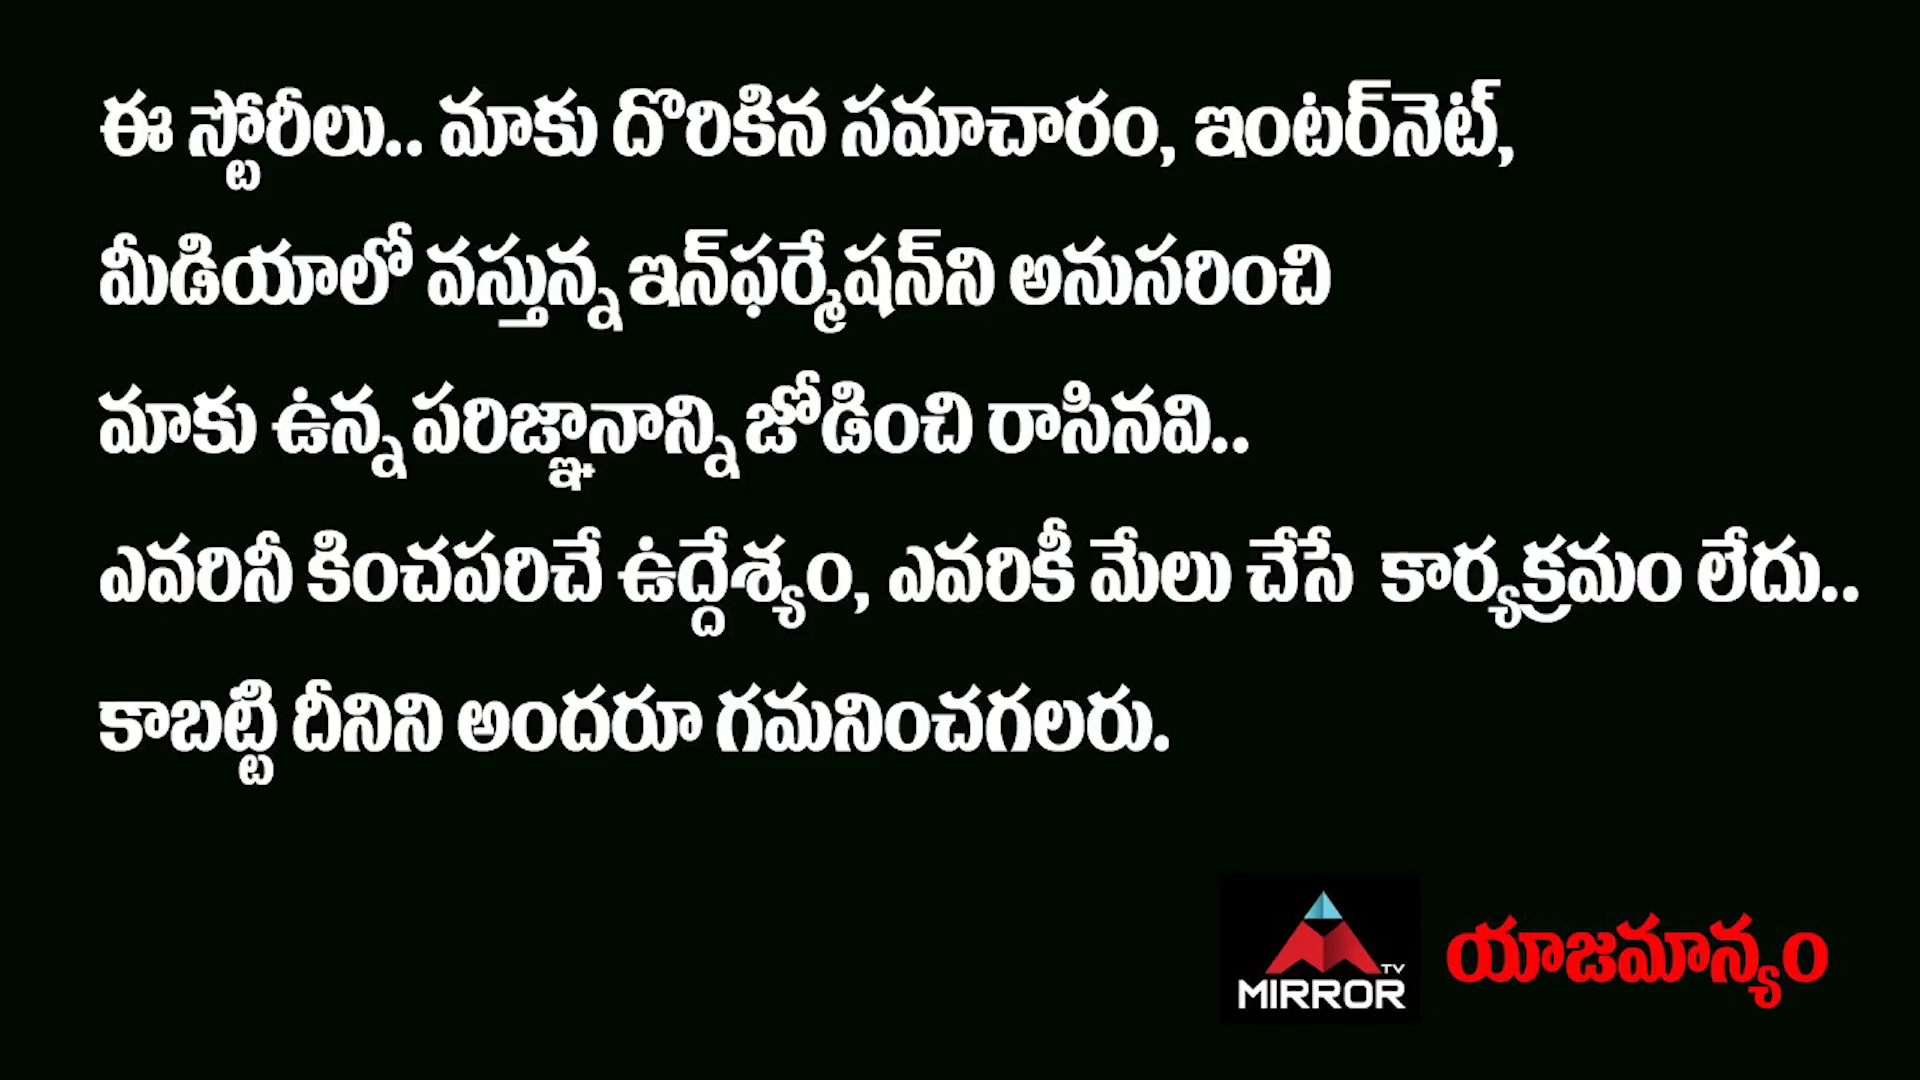 ఈ స్టోరీలు.. మాకు దొరికిన సమాచారం, ఇంటర్‌నెట్,
మీడియాలో వస్తున్న ఇన్‌ఫర్మేషన్‌ని అనుసరించి
మాకు ఉన్న పరిజ్ఞానాన్ని జోడించి రాసినవి..
ఎవరినీ కించపరిచే ఉద్దేశ్యం, ఎవరికీ మేలు చేసే కార్యక్రమం లేదు..
కాబట్టి దీనిని అందరూ గమనించగలరు.
MIRROR TV యాజమాన్యం